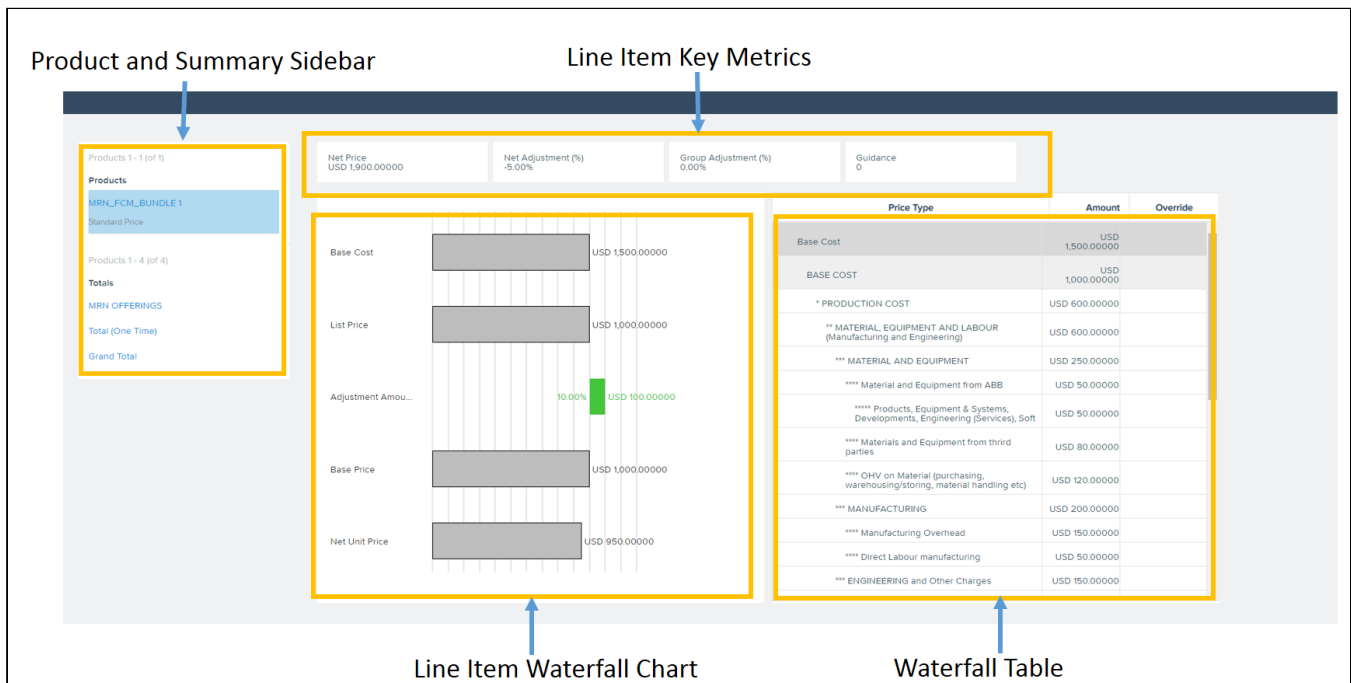 Product and Summary Sidebar
Line Item Key Metrics
Products 1 - 1 (of 1)
Products
MRN_FCM_BUNDLE 1
Standard Price
Products 1 - 4 (of 4)
Totals
MRN OFFERINGS
Total (One Time)
Grand Total
Net Price
USD 1,900.00000
Net Adjustment (%)
-5.00%
Group Adjustment (%)
0.00%
Guidance
0
Base Cost
USD 1,500.00000
List Price
USD 1,000.00000
Adjustment Amou...
10.00%
USD 100.00000
Base Price
USD 1,000.00000
Net Unit Price
USD 950.00000
Price Type Amount Override
Base Cost USD
1,500.00000
BASE COST USD
1,000.00000
* PRODUCTION COST USD 600.00000
** MATERIAL, EQUIPMENT AND LABOUR
(Manufacturing and Engineering) USD 600.00000
*** MATERIAL AND EQUIPMENT USD 250.00000
**** Material and Equipment from ABB USD 50.00000
***** Products, Equipment & Systems,
Developments, Engineering (Services), Soft USD 50.00000
**** Materials and Equipment from thrird
parties USD 80.00000
**** OHV on Material (purchasing,
warehousing/storing, material handling etc) USD 120.00000
*** MANUFACTURING USD 200.00000
**** Manufacturing Overhead USD 150.00000
**** Direct Labour manufacturing USD 50.00000
*** ENGINEERING and Other Charges USD 150.00000
Line Item Waterfall Chart
Waterfall Table